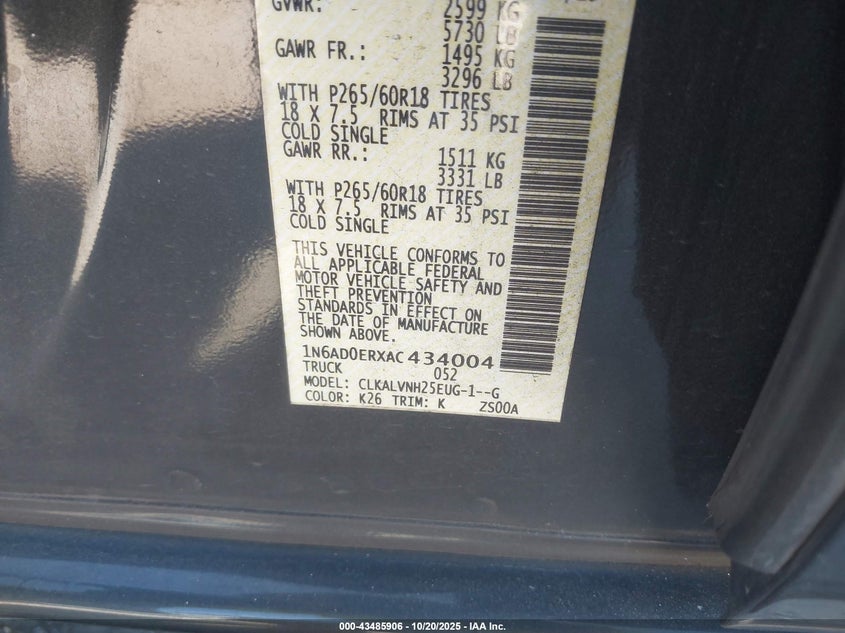 GVWR: 2599 KG
5730 LB
GAWR FR.: 1495 KG
3296 LB
WITH P265/60R18 TIRES
18 X 7.5 RIMS AT 35 PSI
COLD SINGLE
GAWR RR.: 1511 KG
3331 LB
WITH P265/60R18 TIRES
18 X 7.5 RIMS AT 35 PSI
COLD SINGLE
THIS VEHICLE CONFORMS TO
ALL APPLICABLE FEDERAL
MOTOR VEHICLE SAFETY AND
THEFT PREVENTION
STANDARDS IN EFFECT ON
THE DATE OF MANUFACTURE
SHOWN ABOVE.
1N6AD0ERXAC434004
TRUCK 052
MODEL: CLKALVNH25EUG-1--G
COLOR: K26 TRIM: K ZS00A
000-43485906 - 10/20/2025 - IAA Inc.